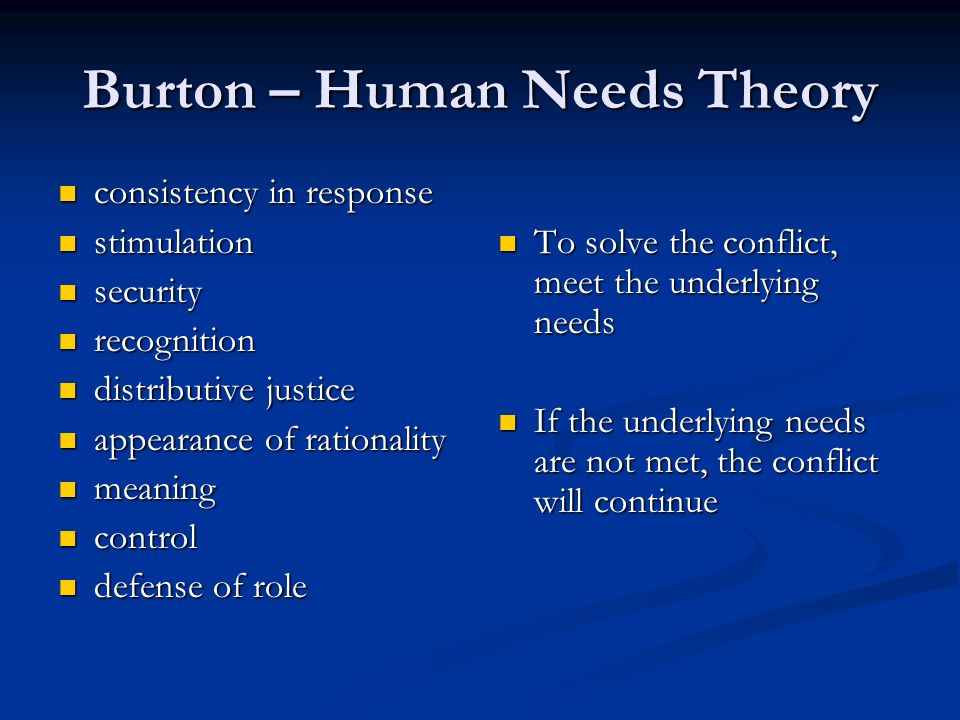 Burton – Human Needs Theory
consistency in response
stimulation
security
recognition
distributive justice
appearance of rationality
meaning
control
defense of role
To solve the conflict,
meet the underlying
needs
If the underlying needs
are not met, the conflict
will continue